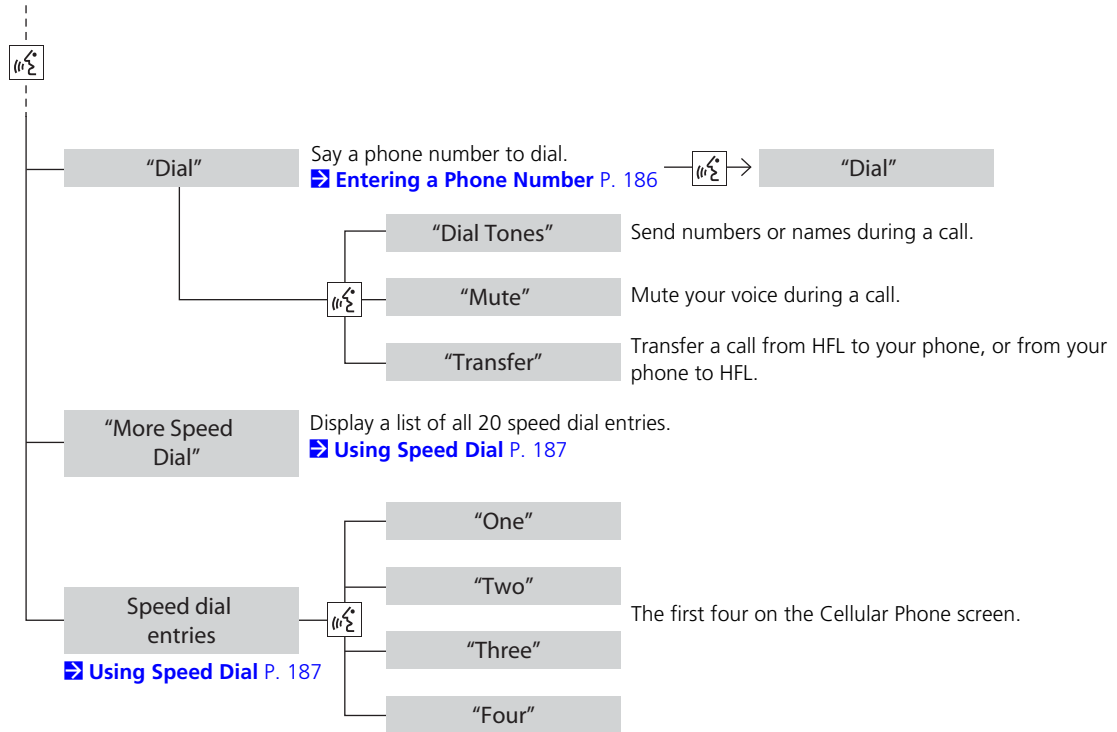 “Dial”
Say a phone number to dial.
Entering a Phone Number P. 186
“Dial”
“Dial Tones”
Send numbers or names during a call.
“Mute”
Mute your voice during a call.
“Transfer”
Transfer a call from HFL to your phone, or from your
phone to HFL.
“More Speed
Dial”
Display a list of all 20 speed dial entries.
Using Speed Dial P. 187
Speed dial
entries
Using Speed Dial P. 187
“One”
“Two”
“Three”
“Four”
The first four on the Cellular Phone screen.